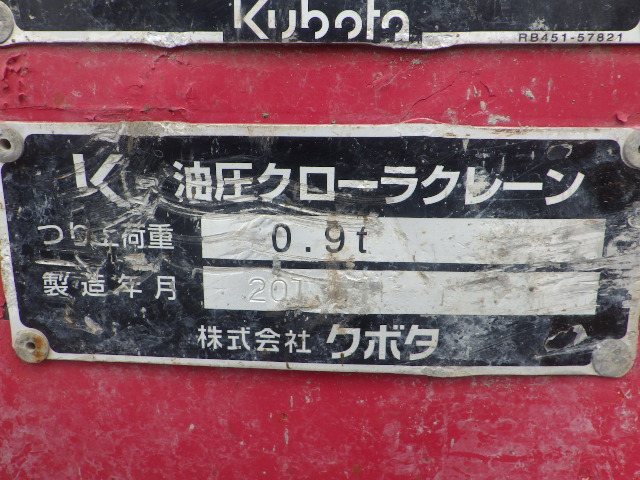 Kubota
RB451-57821
K 油圧クローラクレーン
つり上荷重 0.9t
製造年月 201
株式会社 クボタ